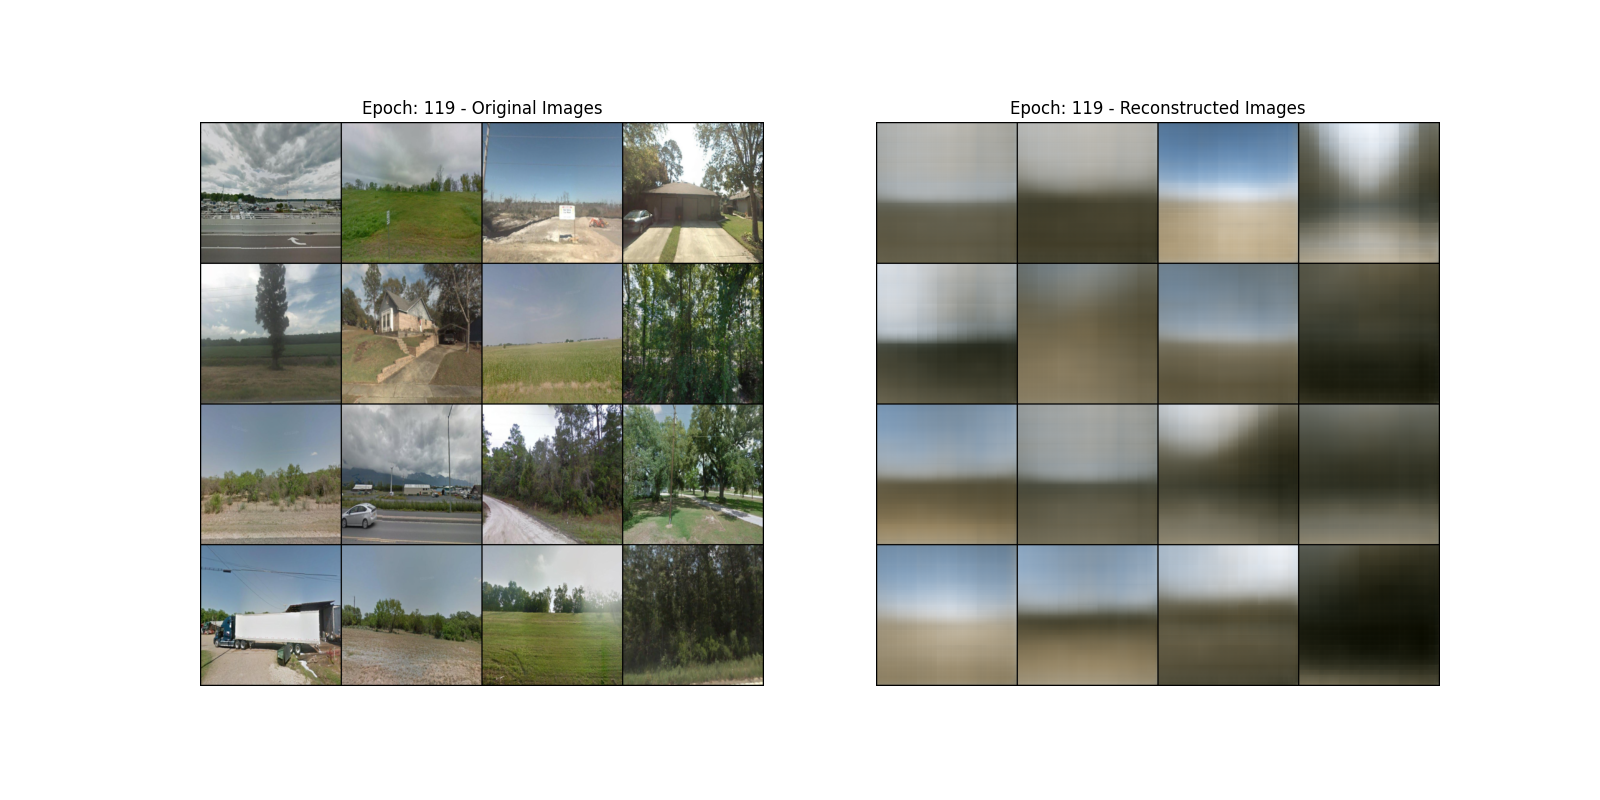 Epoch: 119 - Original Images
Epoch: 119 - Reconstructed Images